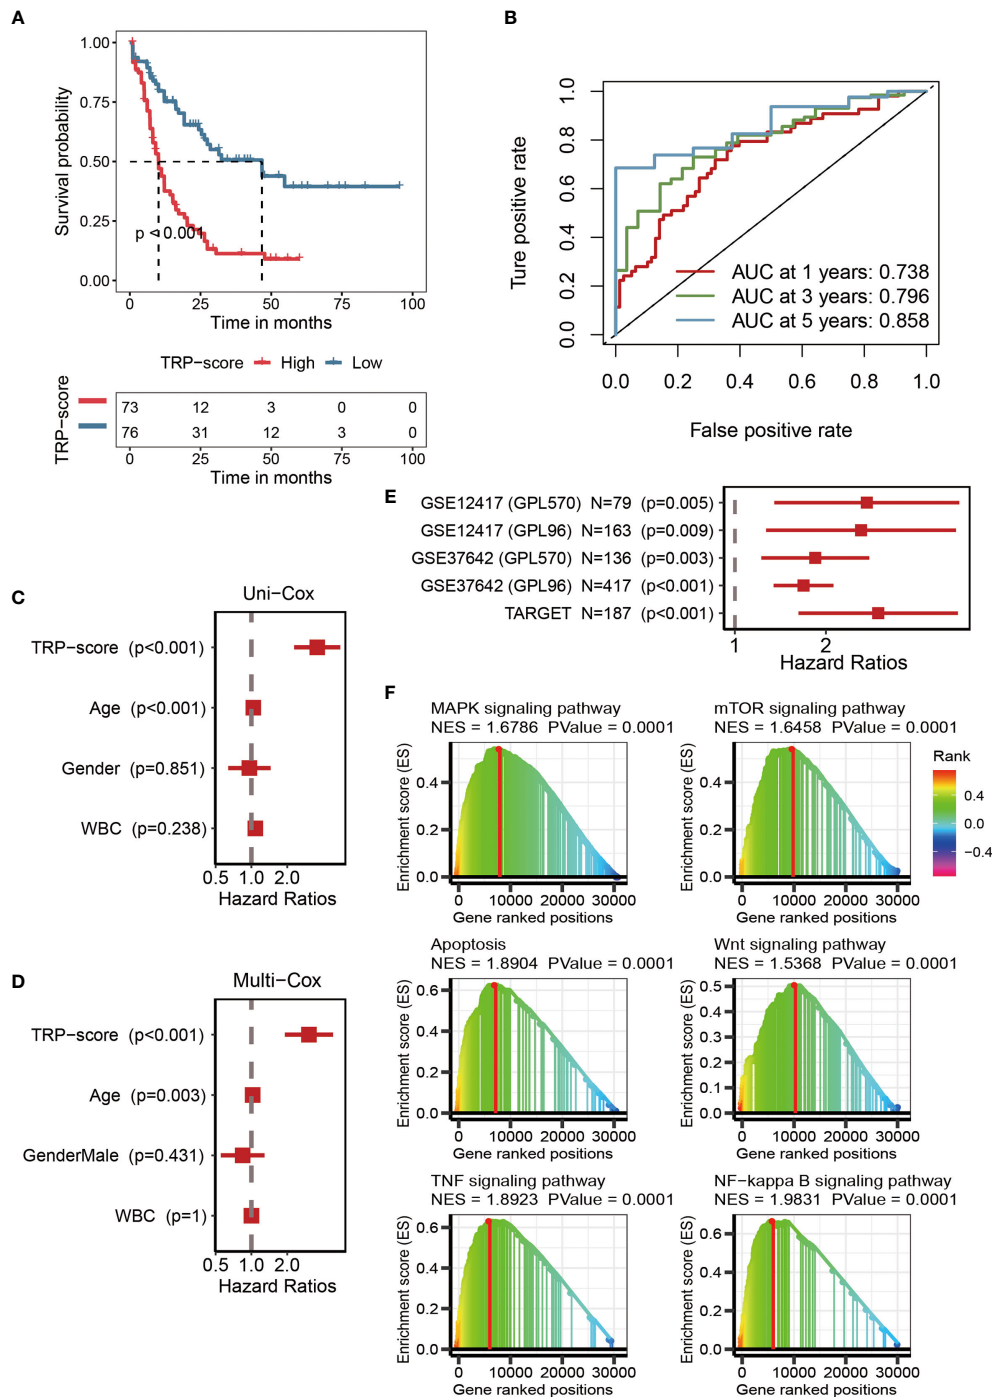 A
1.00
0.75
0.50
0.25
0.00
Survival probability
p < 0.001
0 25 50 75 100
Time in months
TRP−score High Low
TRP−score
73 12 3 0 0
76 31 12 3 0
0 25 50 75 100
Time in months
B
Ture positive rate
0.0 0.2 0.4 0.6 0.8 1.0
AUC at 1 years: 0.738
AUC at 3 years: 0.796
AUC at 5 years: 0.858
0.0 0.2 0.4 0.6 0.8 1.0
False positive rate
C
Uni−Cox
TRP−score (p<0.001)
Age (p<0.001)
Gender (p=0.851)
WBC (p=0.238)
0.5 1.0 2.0
Hazard Ratios
D
Multi−Cox
TRP−score (p<0.001)
Age (p=0.003)
GenderMale (p=0.431)
WBC (p=1)
0.5 1.0 2.0
Hazard Ratios
E
GSE12417 (GPL570) N=79 (p=0.005)
GSE12417 (GPL96) N=163 (p=0.009)
GSE37642 (GPL570) N=136 (p=0.003)
GSE37642 (GPL96) N=417 (p<0.001)
TARGET N=187 (p<0.001)
1 2
Hazard Ratios
F
MAPK signaling pathway
NES = 1.6786 PValue = 0.0001
Enrichment score (ES)
0.4
0.2
0.0
0 10000 20000 30000
Gene ranked positions
mTOR signaling pathway
NES = 1.6458 PValue = 0.0001
Enrichment score (ES)
0.4
0.2
0.0
0 10000 20000 30000
Gene ranked positions
Rank
0.4
0.0
−0.4
Apoptosis
NES = 1.8904 PValue = 0.0001
Enrichment score (ES)
0.6
0.4
0.2
0.0
0 10000 20000 30000
Gene ranked positions
Wnt signaling pathway
NES = 1.5368 PValue = 0.0001
Enrichment score (ES)
0.5
0.4
0.3
0.2
0.1
0.0
0 10000 20000 30000
Gene ranked positions
TNF signaling pathway
NES = 1.8923 PValue = 0.0001
Enrichment score (ES)
0.6
0.4
0.2
0.0
0 10000 20000 30000
Gene ranked positions
NF−kappa B signaling pathway
NES = 1.9831 PValue = 0.0001
Enrichment score (ES)
0.6
0.4
0.2
0.0
0 10000 20000 30000
Gene ranked positions